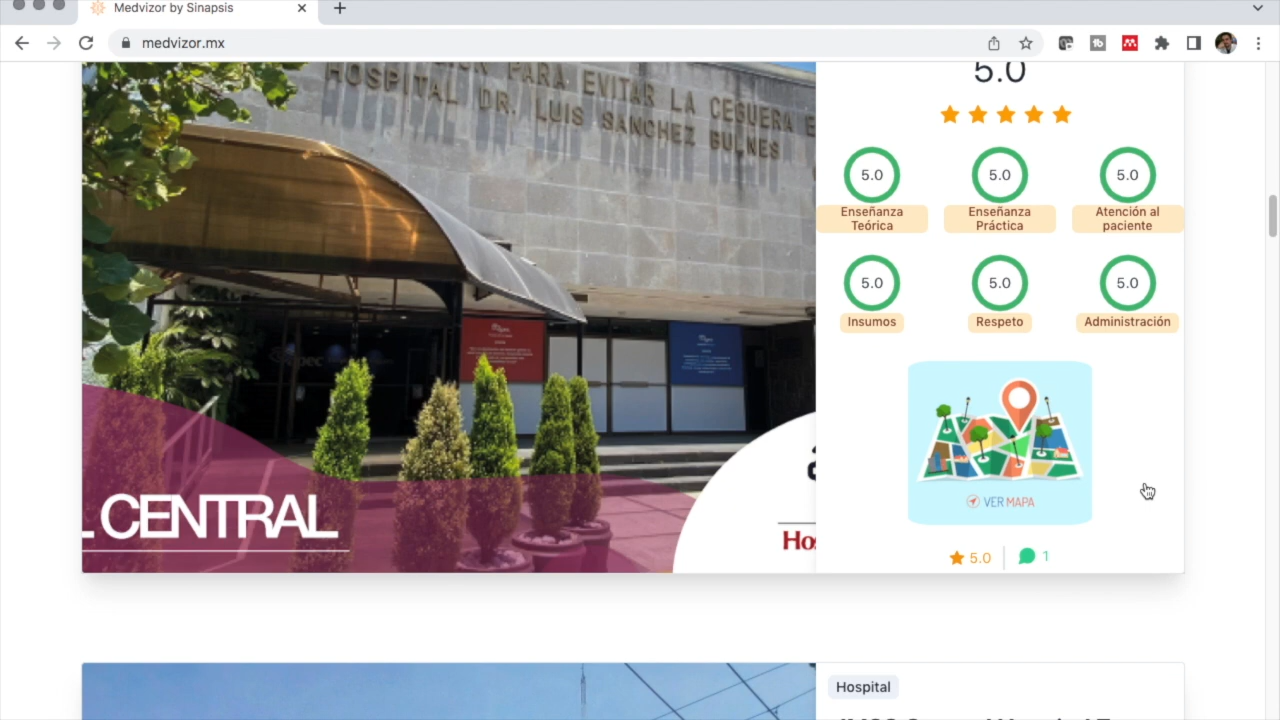 Medvizor by Sinapsis
medvizor.mx
PARA EVITAR LA CEGUERA E
HOSPITAL DR. LUIS SANCHEZ BULNES
CENTRAL
5.0
5.0
5.0
5.0
Enseñanza
Teórica
Enseñanza
Práctica
Atención al
paciente
5.0
5.0
5.0
Insumos
Respeto
Administración
VER MAPA
5.0
1
Hospital